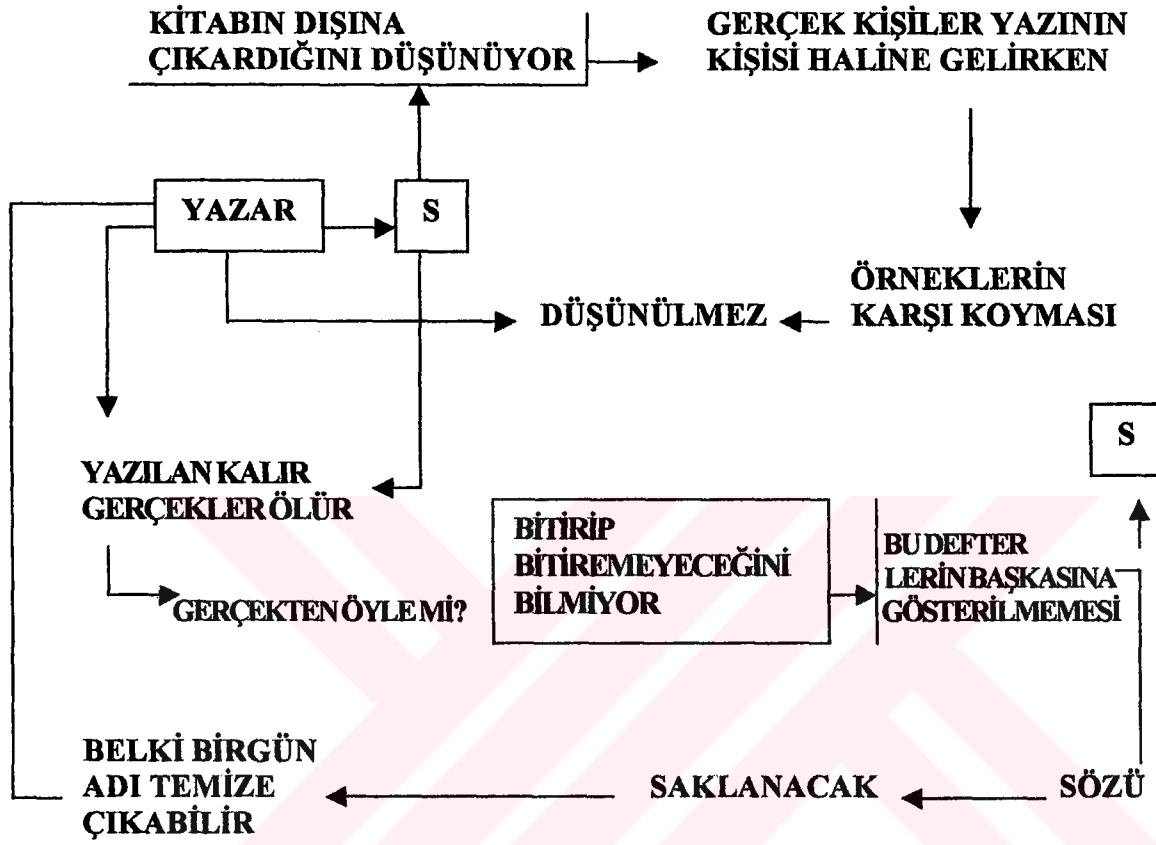 KİTABIN DIŞINA
ÇIKARDIĞINI DÜŞÜNÜYOR
GERÇEK KİŞİLER YAZININ
KİŞİSİ HALİNE GELİRKEN
YAZAR
S
ÖRNEKLERİN
KARŞI KOYMASI
DÜŞÜNÜLMEZ
S
YAZILAN KALIR
GERÇEKLER ÖLÜR
GERÇEKTEN ÖYLE Mİ?
BİTİRİP
BİTİREMEYECEĞİNİ
BİLMİYOR
BU DEFTER
LERİN BAŞKASINA
GÖSTERİLMEMESİ
BELKİ BİRGÜN
ADI TEMİZE
ÇIKABİLİR
SAKLANACAK
SÖZÜ